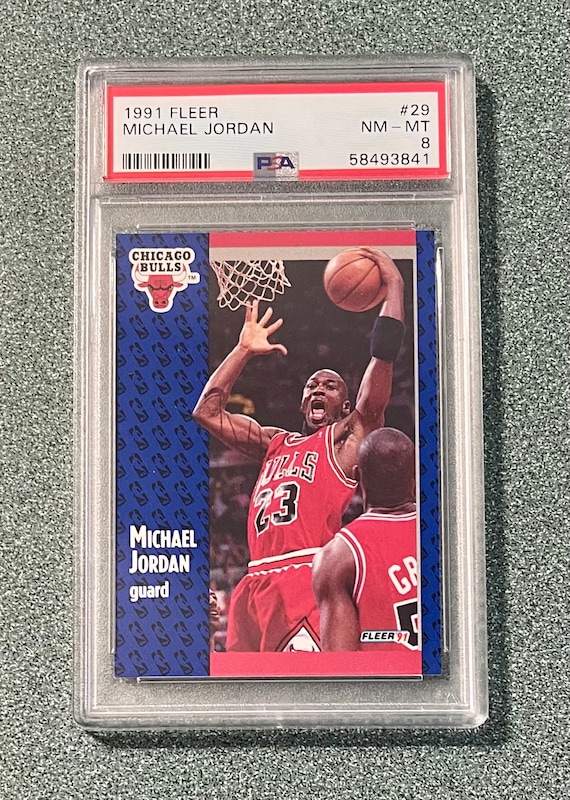 1991 FLEER #29
MICHAEL JORDAN NM - MT
8
PSA 58493841
CHICAGO
BULLS TM
BULLS
23
MICHAEL
JORDAN
guard
FLEER '91